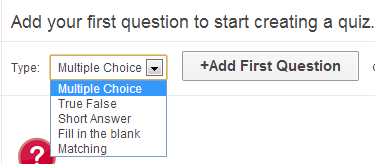 Add your first question to start creating a quiz.
Type: Multiple Choice +Add First Question
Multiple Choice
True False
Short Answer
Fill in the blank
Matching
?